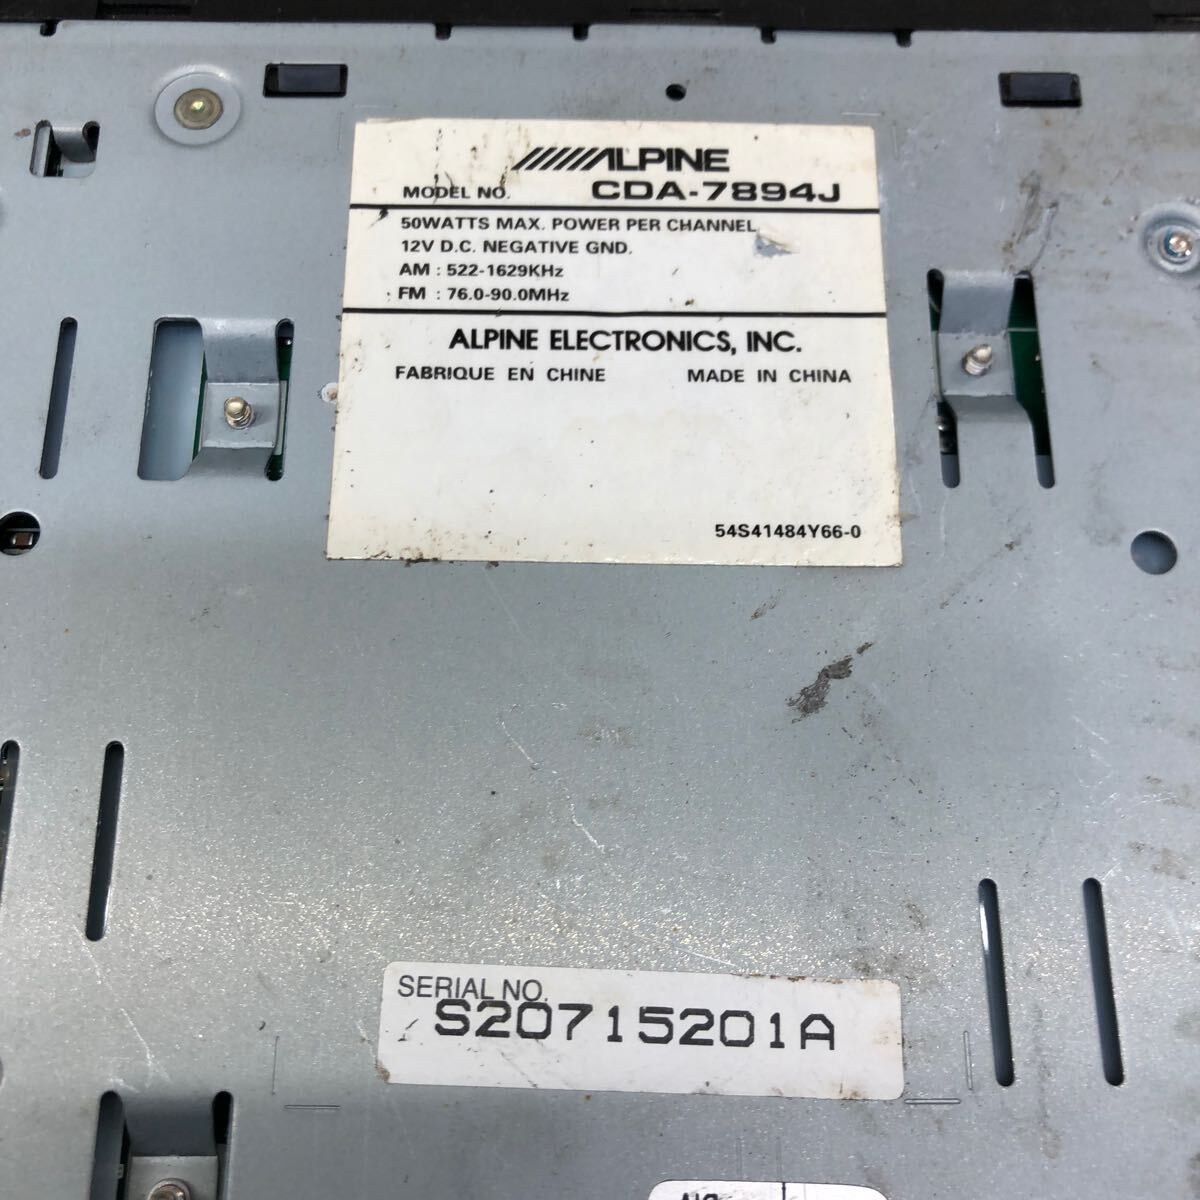 ALPINE
MODEL NO. CDA-7894J
50WATTS MAX. POWER PER CHANNEL
12V D.C. NEGATIVE GND.
AM : 522-1629KHz
FM : 76.0-90.0MHz
ALPINE ELECTRONICS, INC.
FABRIQUE EN CHINE MADE IN CHINA
54S41484Y66-0
SERIAL NO.
S20715201A